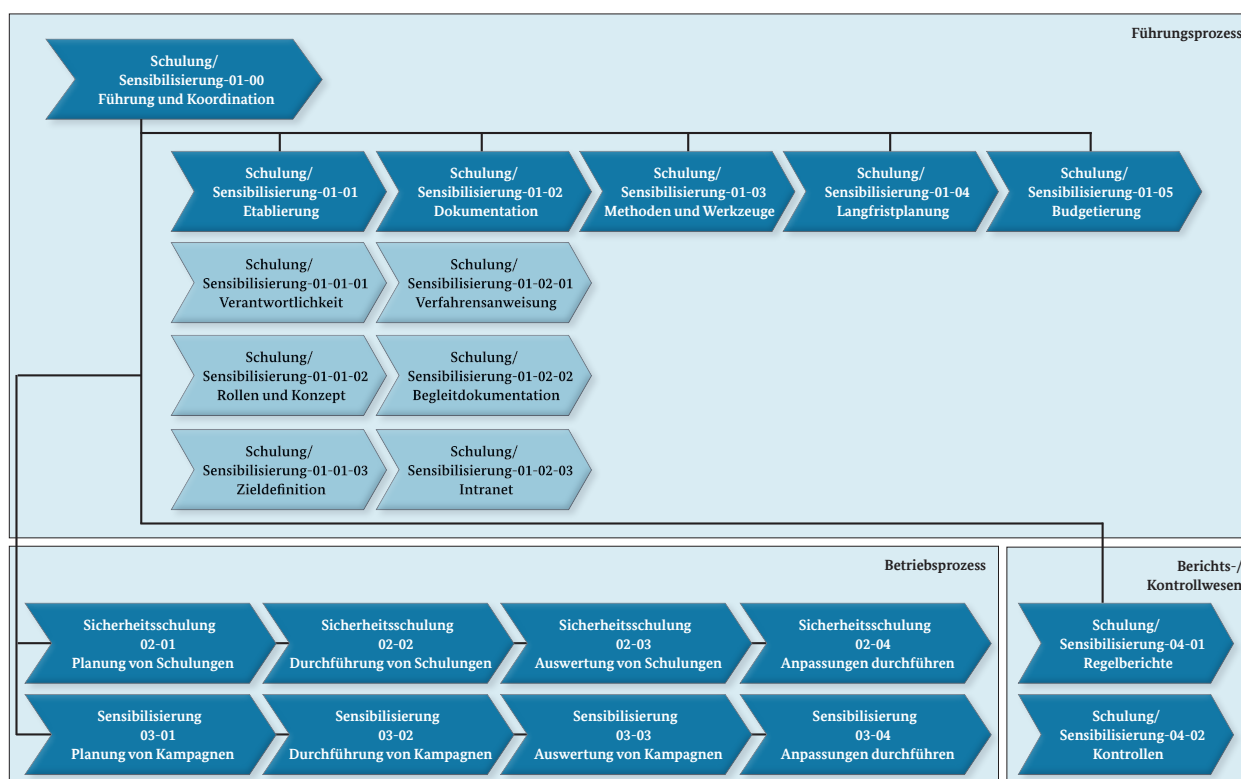 Führungsprozess
Schulung/
Sensibilisierung-01-00
Führung und Koordination
Schulung/
Sensibilisierung-01-01
Etablierung
Schulung/
Sensibilisierung-01-02
Dokumentation
Schulung/
Sensibilisierung-01-03
Methoden und Werkzeuge
Schulung/
Sensibilisierung-01-04
Langfristplanung
Schulung/
Sensibilisierung-01-05
Budgetierung
Schulung/
Sensibilisierung-01-01-01
Verantwortlichkeit
Schulung/
Sensibilisierung-01-02-01
Verfahrensanweisung
Schulung/
Sensibilisierung-01-01-02
Rollen und Konzept
Schulung/
Sensibilisierung-01-02-02
Begleitdokumentation
Schulung/
Sensibilisierung-01-01-03
Zieldefinition
Schulung/
Sensibilisierung-01-02-03
Intranet
Betriebsprozess
Sicherheitsschulung
02-01
Planung von Schulungen
Sicherheitsschulung
02-02
Durchführung von Schulungen
Sicherheitsschulung
02-03
Auswertung von Schulungen
Sicherheitsschulung
02-04
Anpassungen durchführen
Sensibilisierung
03-01
Planung von Kampagnen
Sensibilisierung
03-02
Durchführung von Kampagnen
Sensibilisierung
03-03
Auswertung von Kampagnen
Sensibilisierung
03-04
Anpassungen durchführen
Berichts-/
Kontrollwesen
Schulung/
Sensibilisierung-04-01
Regelberichte
Schulung/
Sensibilisierung-04-02
Kontrollen